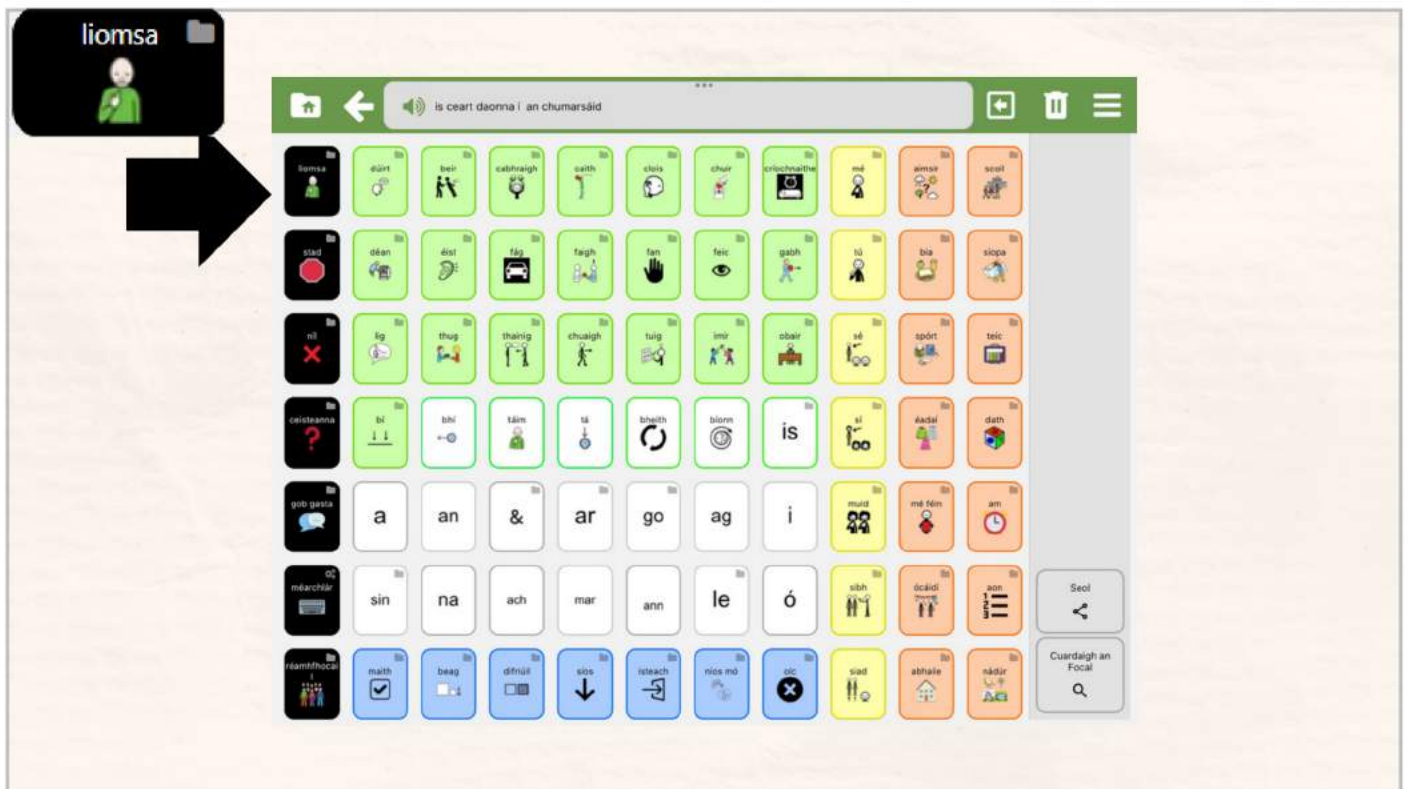 liomsa
is ceart daonna í an chumarsáid
liomsa dúirt beir cabhraigh caith clois chuir críochnaithe mé aimsir scoil
stad déan éist fág faigh fan feic gabh tú bia siopa
níl lig thug tháinig chuaigh tuig imir obair sé spórt teic
ceisteanna bí bhí táim tá bheith bíonn is sí éadaí dath
gob gasta a an & ar go ag i muid mé féin am
méarchlár sin na ach mar ann le ó sibh ócáidí aon
1
2
3
Seol
réamhfhocal maith beag difriúil síos isteach níos mó olc siad abhaile nádúr
Cuardaigh an
Focal